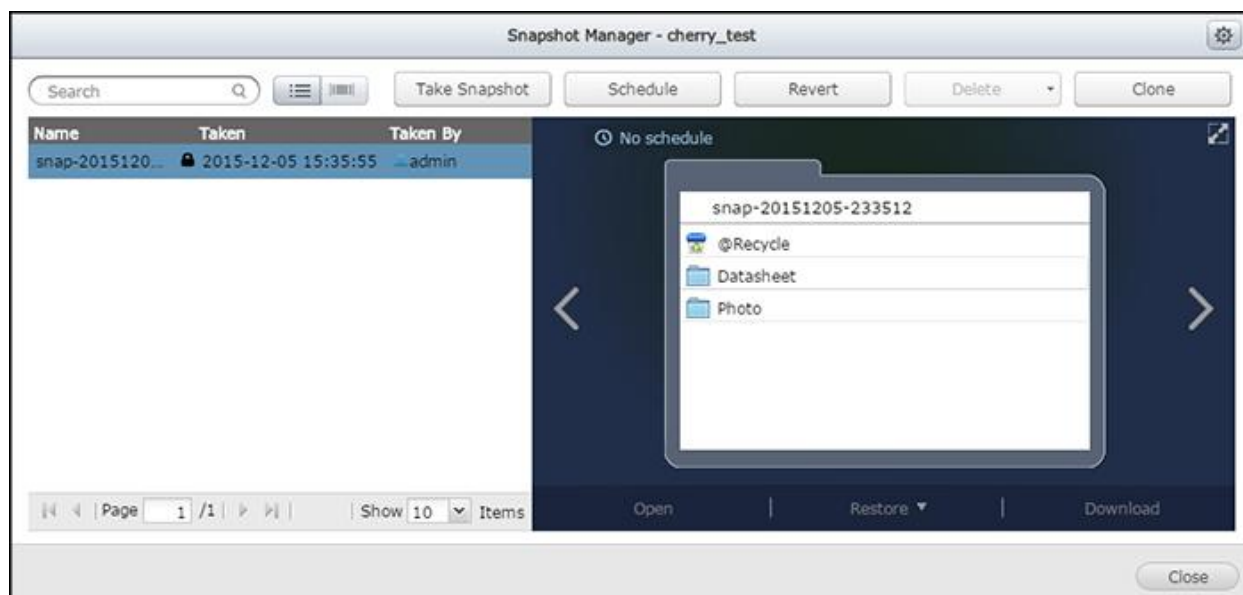 Snapshot Manager - cherry_test
Search
Take Snapshot
Schedule
Revert
Delete
Clone
Name Taken Taken By
snap-2015120... 2015-12-05 15:35:55 admin
No schedule
snap-20151205-233512
@Recycle
Datasheet
Photo
Page 1 /1 Show 10 Items
Open Restore Download
Close